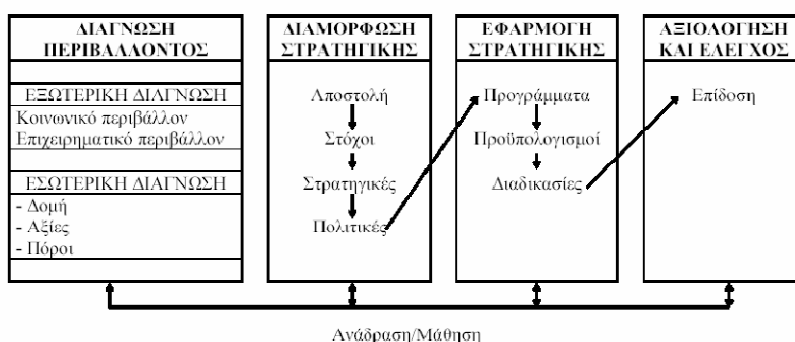 ΔΙΑΓΝΩΣΗ
ΠΕΡΙΒΑΛΛΟΝΤΟΣ
ΕΞΩΤΕΡΙΚΗ ΔΙΑΓΝΩΣΗ
Κοινωνικό περιβάλλον
Επιχειρηματικό περιβάλλον
ΕΣΩΤΕΡΙΚΗ ΔΙΑΓΝΩΣΗ
- Δομή
- Αξίες
- Πόροι
ΔΙΑΜΟΡΦΩΣΗ
ΣΤΡΑΤΗΓΙΚΗΣ
Αποστολή
Στόχοι
Στρατηγικές
Πολιτικές
ΕΦΑΡΜΟΓΗ
ΣΤΡΑΤΗΓΙΚΗΣ
Προγράμματα
Προϋπολογισμοί
Διαδικασίες
ΑΞΙΟΛΟΓΗΣΗ
ΚΑΙ ΕΛΕΓΧΟΣ
Επίδοση
Ανάδραση/Μάθηση